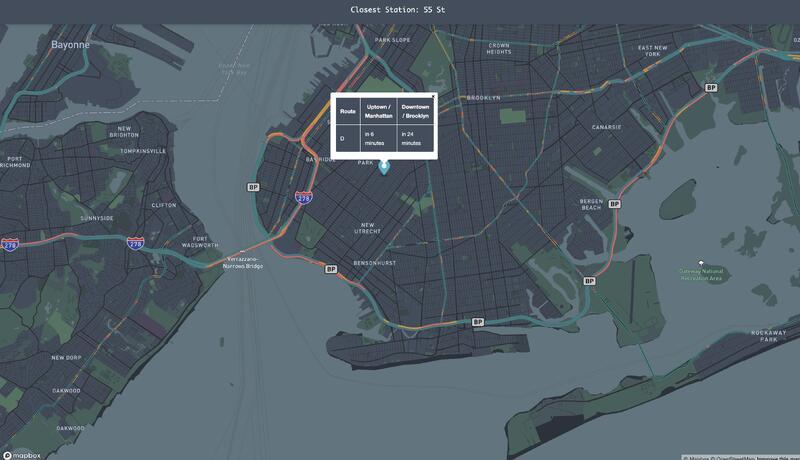 Closest Station: 55 St
Bayonne
PARK SLOPE
CROWN
HEIGHTS
EAST NEW
YORK
Route
Uptown /
Manhattan
Downtown
/ Brooklyn
D
in 6
minutes
in 24
minutes
BROOKLYN
BP
CANARSIE
NEW
BRIGHTON
TOMPKINSVILLE
PORT
RICHMOND
PARK
BP
278
BERGEN
BEACH
BP
CLIFTON
SUNNYSIDE
NEW
UTRECHT
278
278
FORT
WADSWORTH
Verrazzano-
Narrows Bridge
BENSONHURST
BP
BP
Gateway National
Recreation Area
BP
ROCKAWAY
PARK
NEW DORP
OAKWOOD
OAKWOOD
mapbox
© Mapbox © OpenStreetMap Improve this map